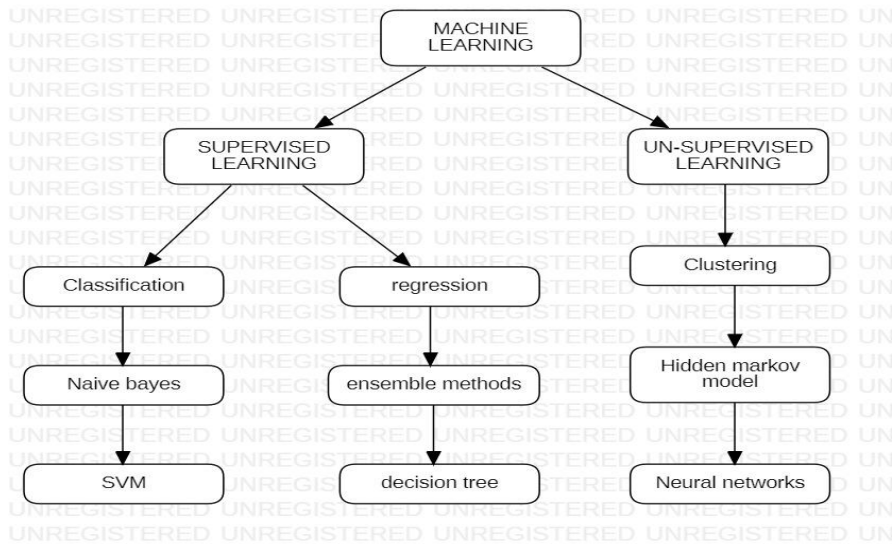 MACHINE
LEARNING
SUPERVISED
LEARNING
UN-SUPERVISED
LEARNING
Classification
regression
Clustering
Naive bayes
ensemble methods
Hidden markov
model
SVM
decision tree
Neural networks
UNREGISTERED